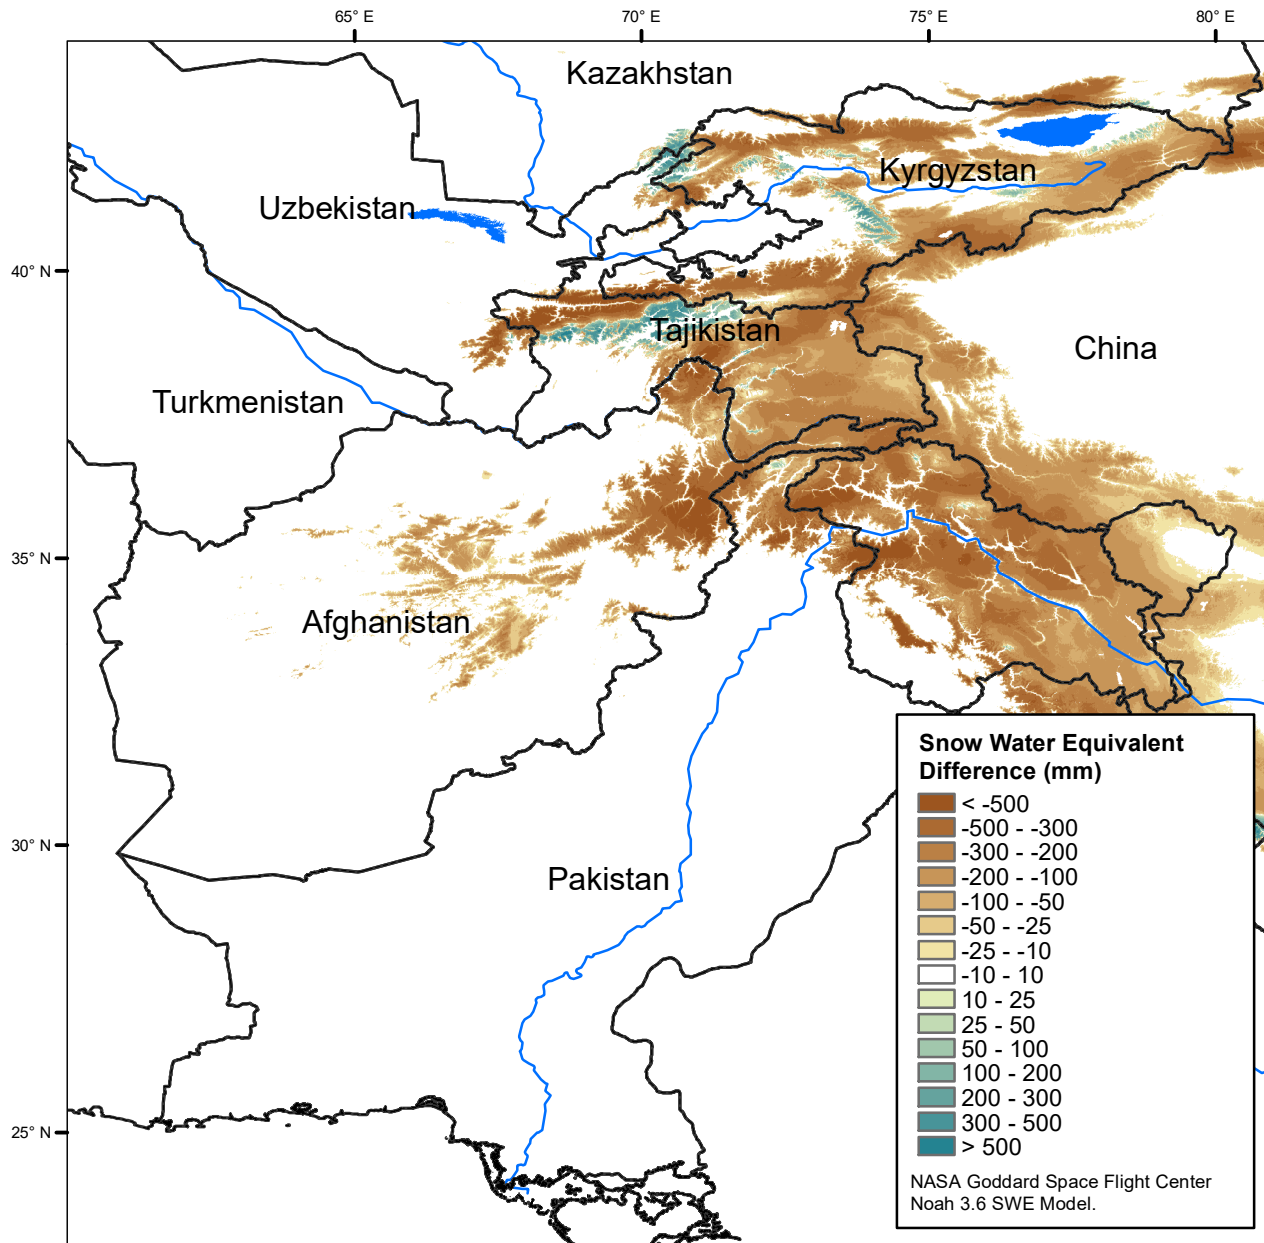 65° E
70° E
75° E
80° E
Kazakhstan
Kyrgyzstan
Uzbekistan
40° N
Tajikistan
China
Turkmenistan
35° N
Afghanistan
30° N
Pakistan
25° N
Snow Water Equivalent
Difference (mm)
< -500
-500 - -300
-300 - -200
-200 - -100
-100 - -50
-50 - -25
-25 - -10
-10 - 10
10 - 25
25 - 50
50 - 100
100 - 200
200 - 300
300 - 500
> 500
NASA Goddard Space Flight Center
Noah 3.6 SWE Model.